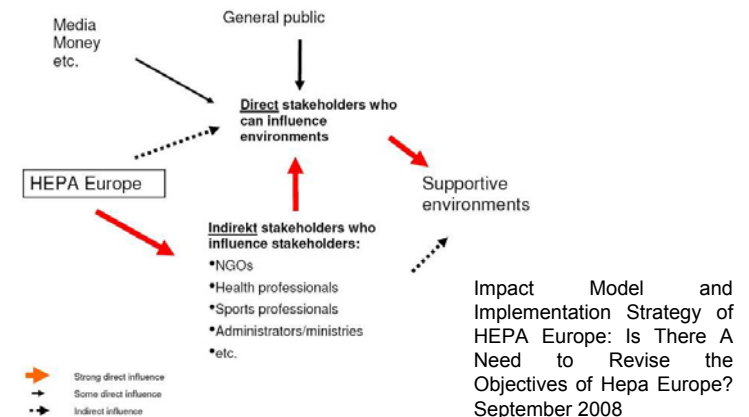 Media
Money
etc.
General public
Direct stakeholders who
can influence
environments
HEPA Europe
Supportive
environments
Indirekt stakeholders who
influence stakeholders:
•NGOs
•Health professionals
•Sports professionals
•Administrators/ministries
•etc.
Strong direct influence
Some direct influence
Indirect influence
Impact Model and
Implementation Strategy of
HEPA Europe: Is There A
Need to Revise the
Objectives of Hepa Europe?
September 2008